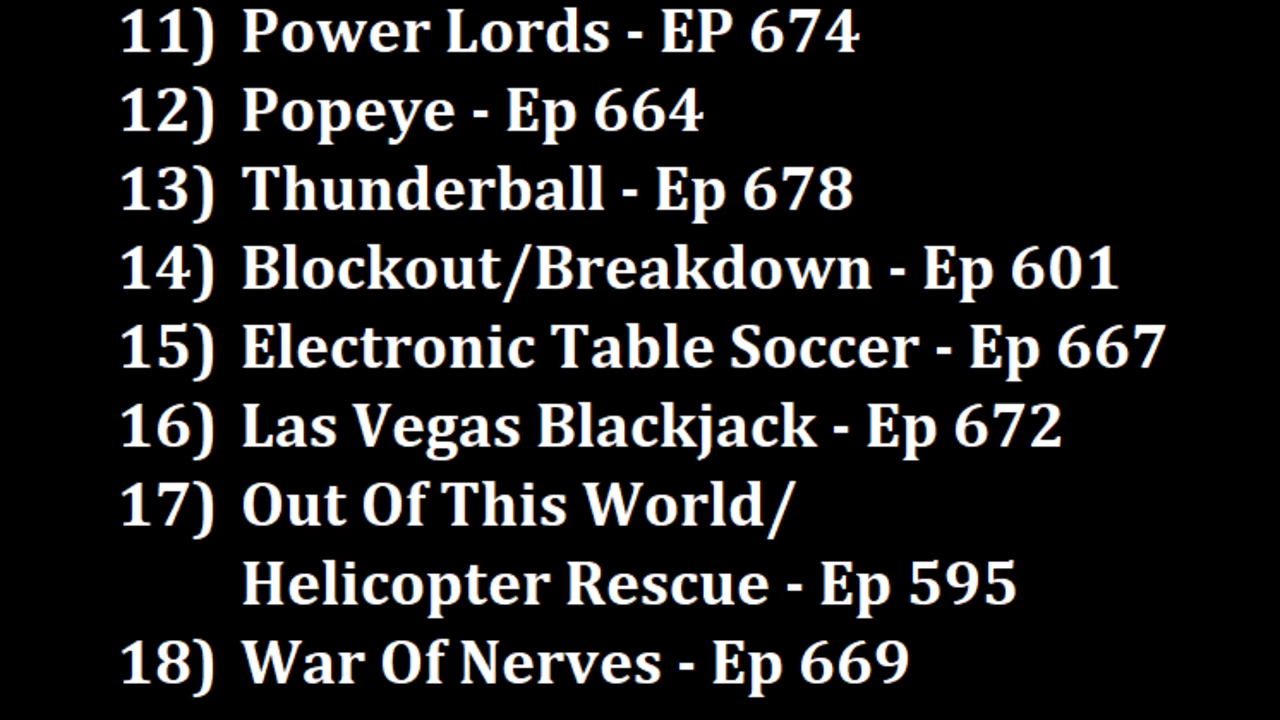 11) Power Lords - EP 674
12) Popeye - Ep 664
13) Thunderball - Ep 678
14) Blockout/Breakdown - Ep 601
15) Electronic Table Soccer - Ep 667
16) Las Vegas Blackjack - Ep 672
17) Out Of This World/
Helicopter Rescue - Ep 595
18) War Of Nerves - Ep 669